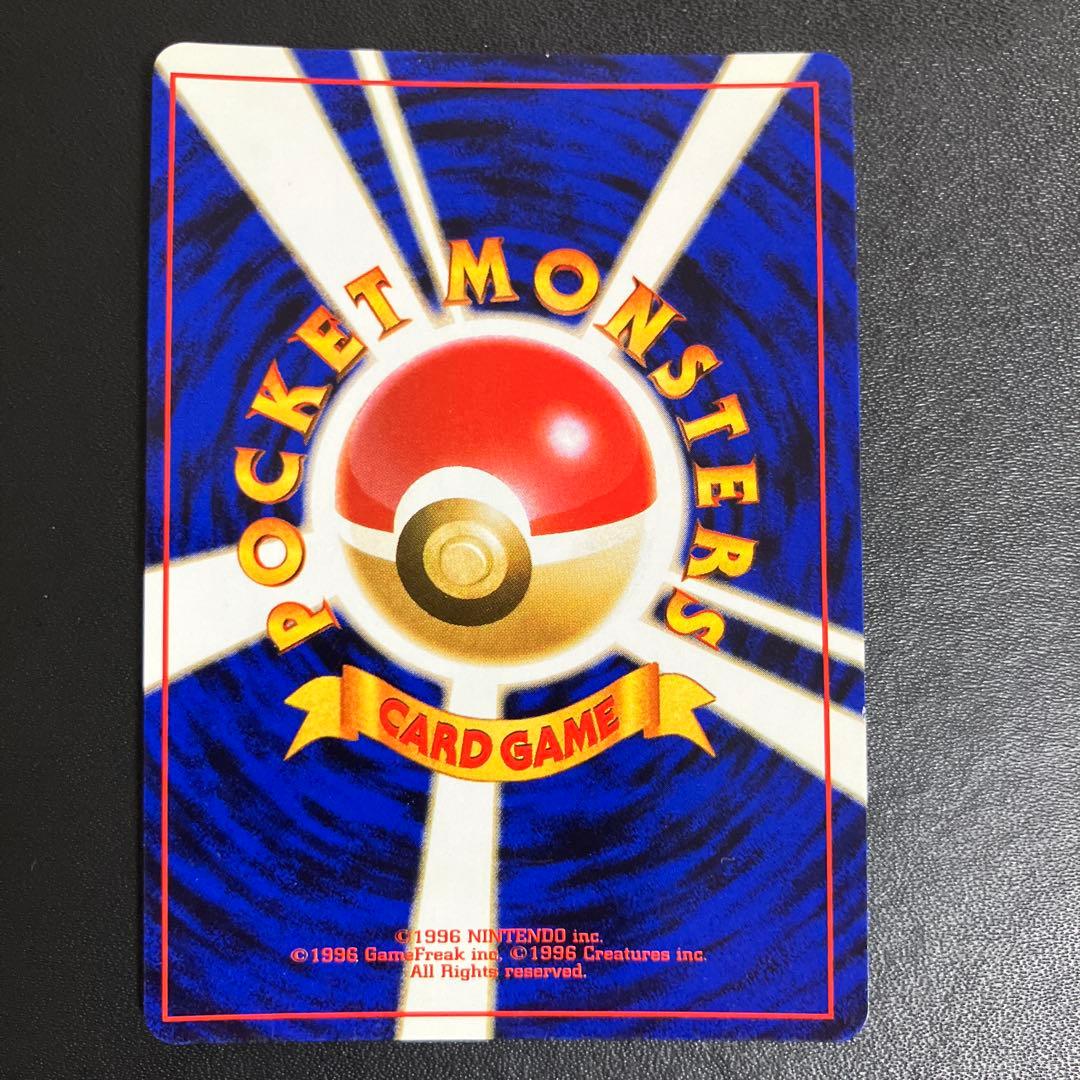 POCKET MONSTERS
CARD GAME
©1996 NINTENDO inc.
©1996 GameFreak inc. ©1996 Creatures inc.
All Rights reserved.